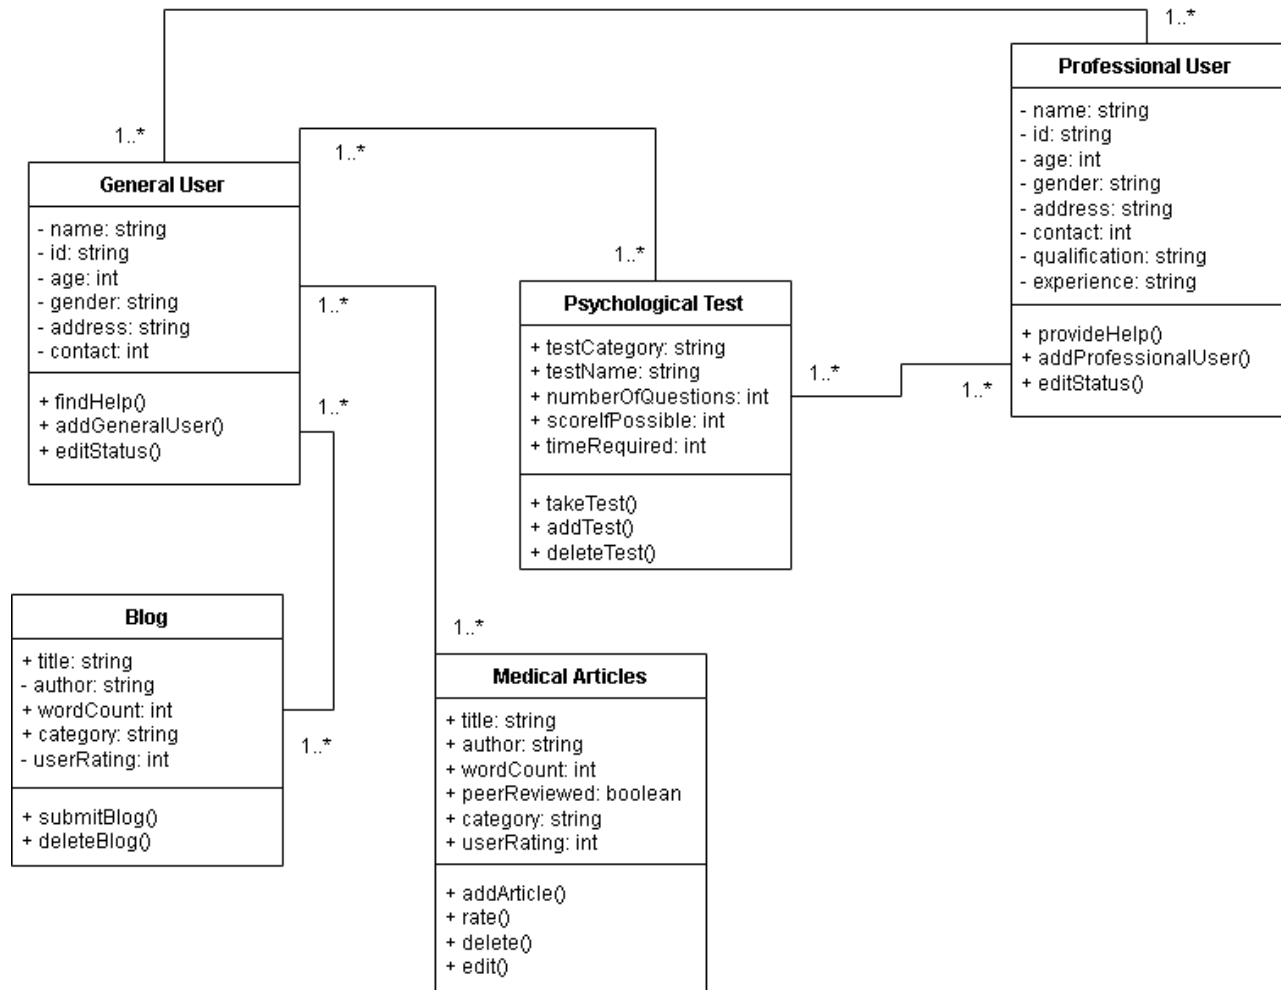 1..*
Professional User
- name: string
- id: string
- age: int
- gender: string
- address: string
- contact: int
- qualification: string
- experience: string
+ provideHelp()
+ addProfessionalUser()
+ editStatus()
1..*
1..*
General User
- name: string
- id: string
- age: int
- gender: string
- address: string
- contact: int
+ findHelp()
+ addGeneralUser()
+ editStatus()
1..*
1..*
1..*
1..*
Psychological Test
+ testCategory: string
+ testName: string
+ numberOfQuestions: int
+ scoreIfPossible: int
+ timeRequired: int
+ takeTest()
+ addTest()
+ deleteTest()
1..*
1..*
Blog
+ title: string
- author: string
+ wordCount: int
+ category: string
- userRating: int
+ submitBlog()
+ deleteBlog()
1..*
1..*
Medical Articles
+ title: string
+ author: string
+ wordCount: int
+ peerReviewed: boolean
+ category: string
+ userRating: int
+ addArticle()
+ rate()
+ delete()
+ edit()